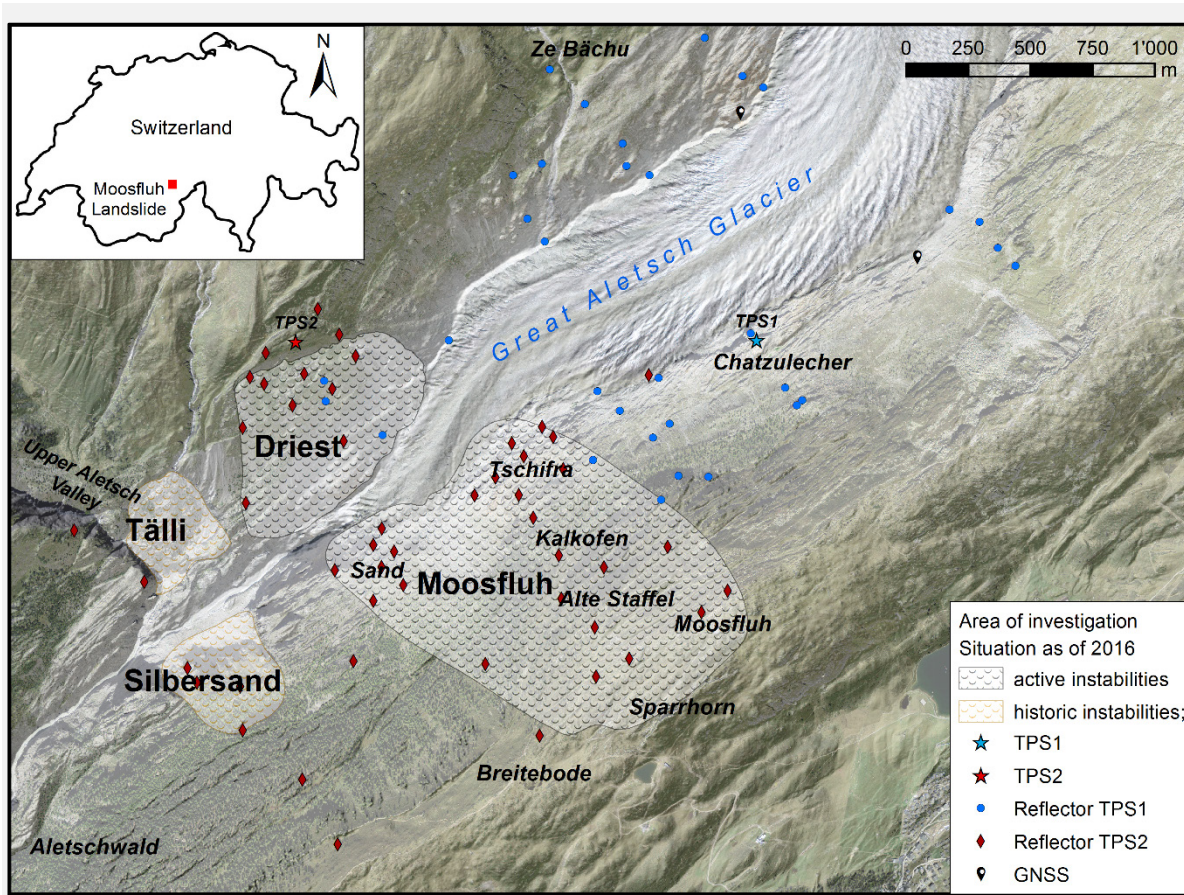 N
Switzerland
Moosfluh
Landslide
Ze Bächu
0 250 500 750 1'000
m
Great Aletsch Glacier
TPS2
TPS1
Chatzulecher
Driest
Upper Aletsch
Valley
Tschifra
Tälli
Kalkofen
Sand
Moosfluh
Alte Staffel
Moosfluh
Silbersand
Sparrhorn
Breitebode
Aletschwald
Area of investigation
Situation as of 2016
active instabilities
historic instabilities;
TPS1
TPS2
Reflector TPS1
Reflector TPS2
GNSS